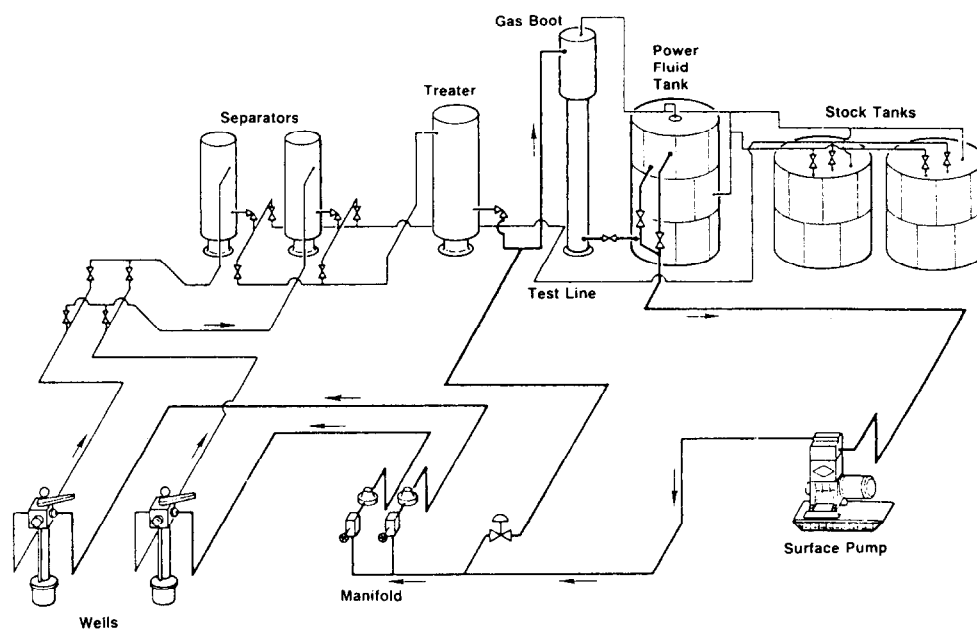 Gas Boot
Power
Fluid
Tank
Treater
Separators
Stock Tanks
Test Line
Surface Pump
Manifold
Wells